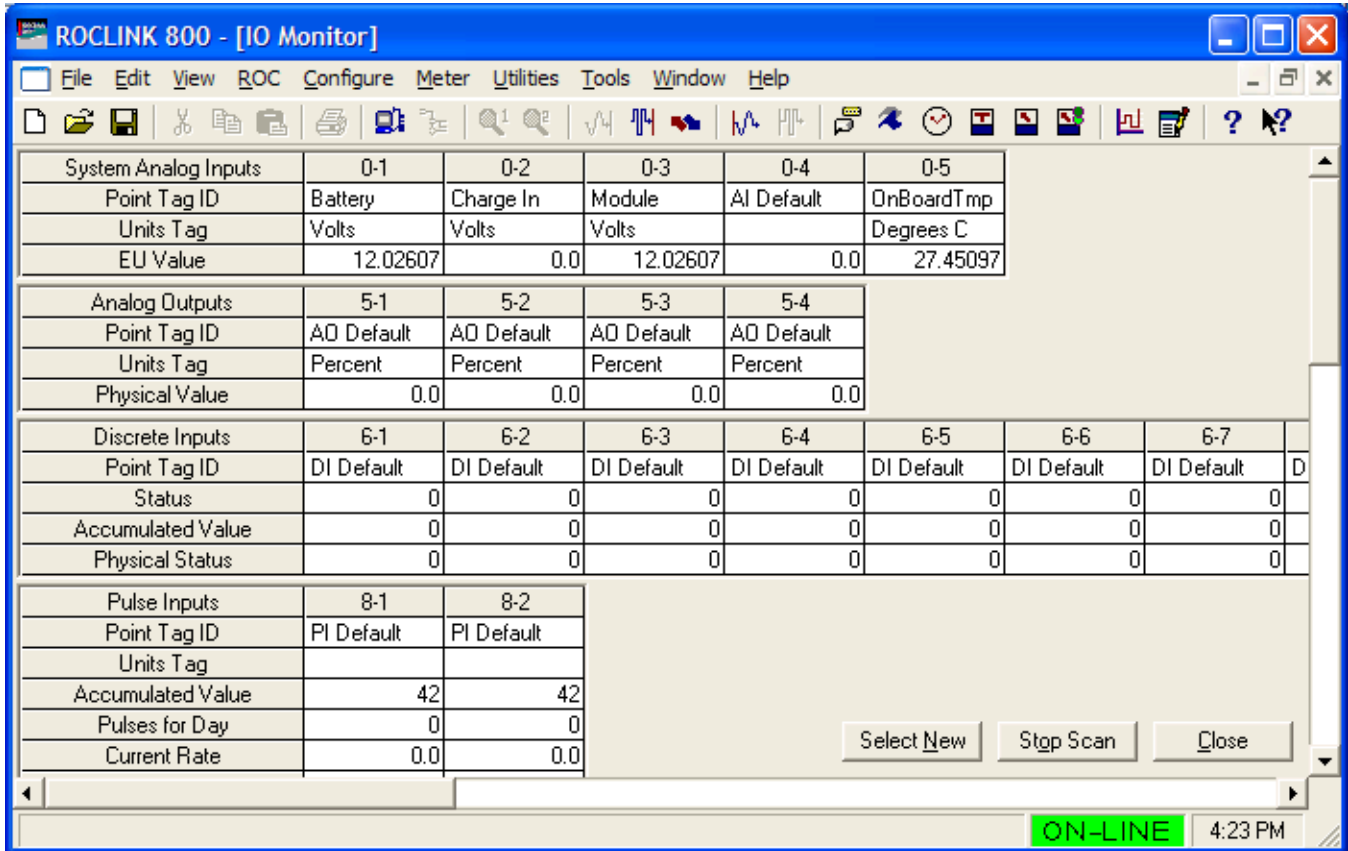 ROCLINK 800 - [IO Monitor]
File Edit View ROC Configure Meter Utilities Tools Window Help
System Analog Inputs 0-1 0-2 0-3 0-4 0-5
Point Tag ID Battery Charge In Module AI Default OnBoardTmp
Units Tag Volts Volts Volts Degrees C
EU Value 12.02607 0.0 12.02607 0.0 27.45097
Analog Outputs 5-1 5-2 5-3 5-4
Point Tag ID AO Default AO Default AO Default AO Default
Units Tag Percent Percent Percent Percent
Physical Value 0.0 0.0 0.0 0.0
Discrete Inputs 6-1 6-2 6-3 6-4 6-5 6-6 6-7
Point Tag ID DI Default DI Default DI Default DI Default DI Default DI Default DI Default D
Status 0 0 0 0 0 0 0
Accumulated Value 0 0 0 0 0 0 0
Physical Status 0 0 0 0 0 0 0
Pulse Inputs 8-1 8-2
Point Tag ID PI Default PI Default
Units Tag
Accumulated Value 42 42
Pulses for Day 0 0
Current Rate 0.0 0.0
Select New Stop Scan Close
ON-LINE 4:23 PM